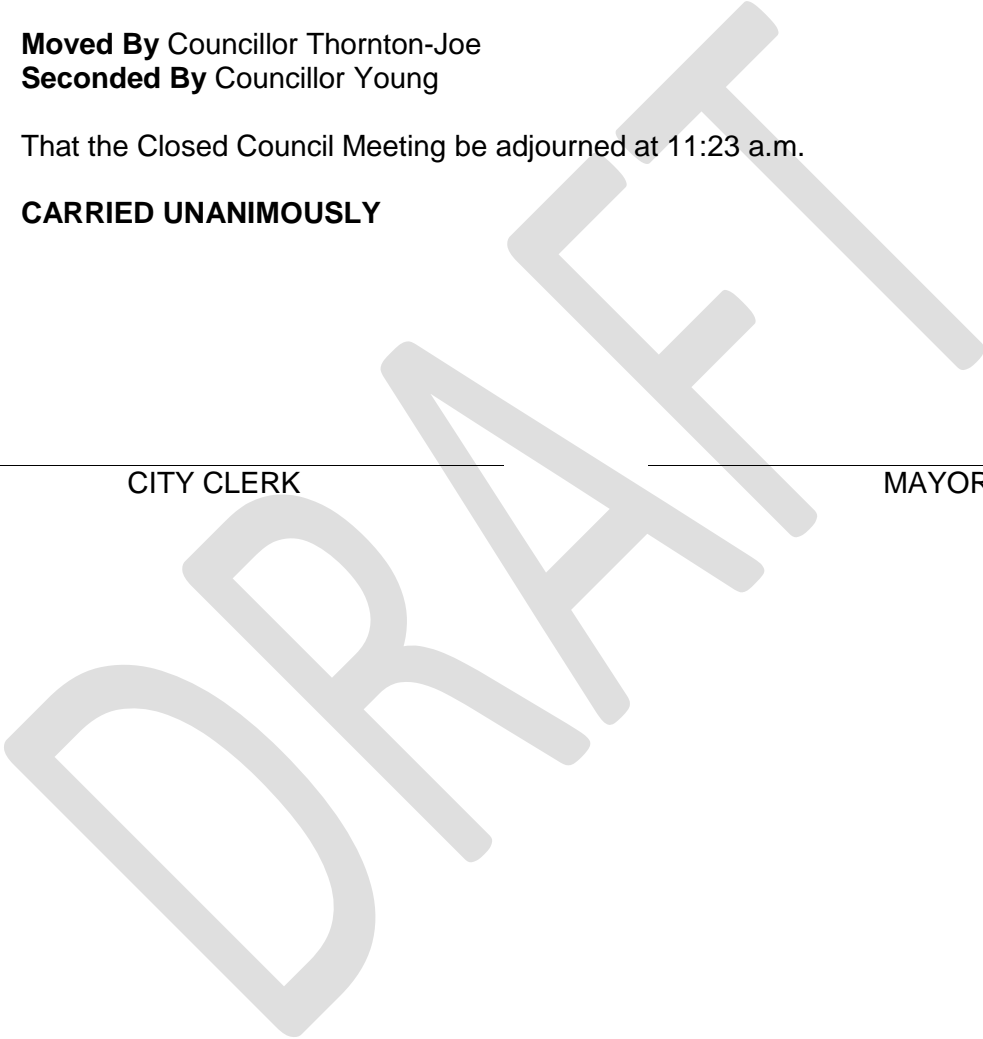 Moved By Councillor Thornton-Joe
Seconded By Councillor Young
That the Closed Council Meeting be adjourned at 11:23 a.m.
CARRIED UNANIMOUSLY
CITY CLERK MAYOR
DRAFT